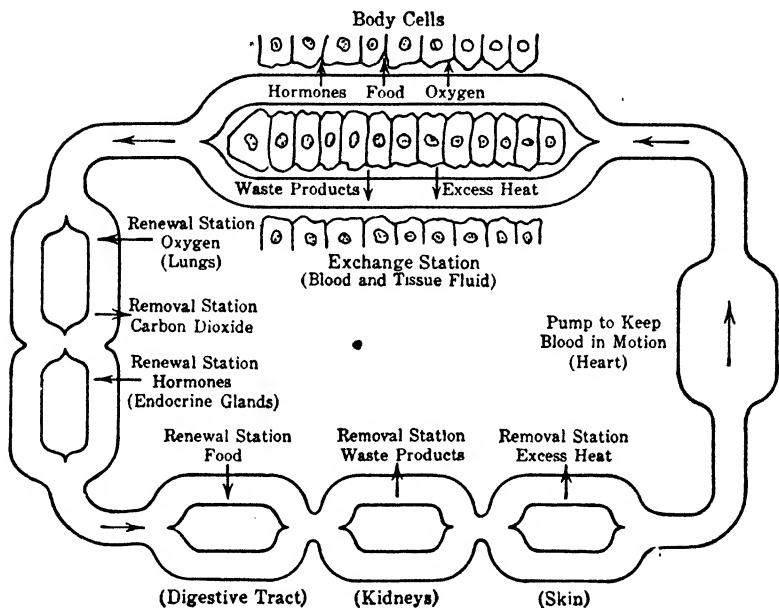 Body Cells
Hormones Food Oxygen
Waste Products Excess Heat
Exchange Station
(Blood and Tissue Fluid)
Renewal Station
Oxygen
(Lungs)
Removal Station
Carbon Dioxide
Renewal Station
Hormones
(Endocrine Glands)
Pump to Keep
Blood in Motion
(Heart)
Renewal Station
Food
Removal Station
Waste Products
Removal Station
Excess Heat
(Digestive Tract) (Kidneys) (Skin)